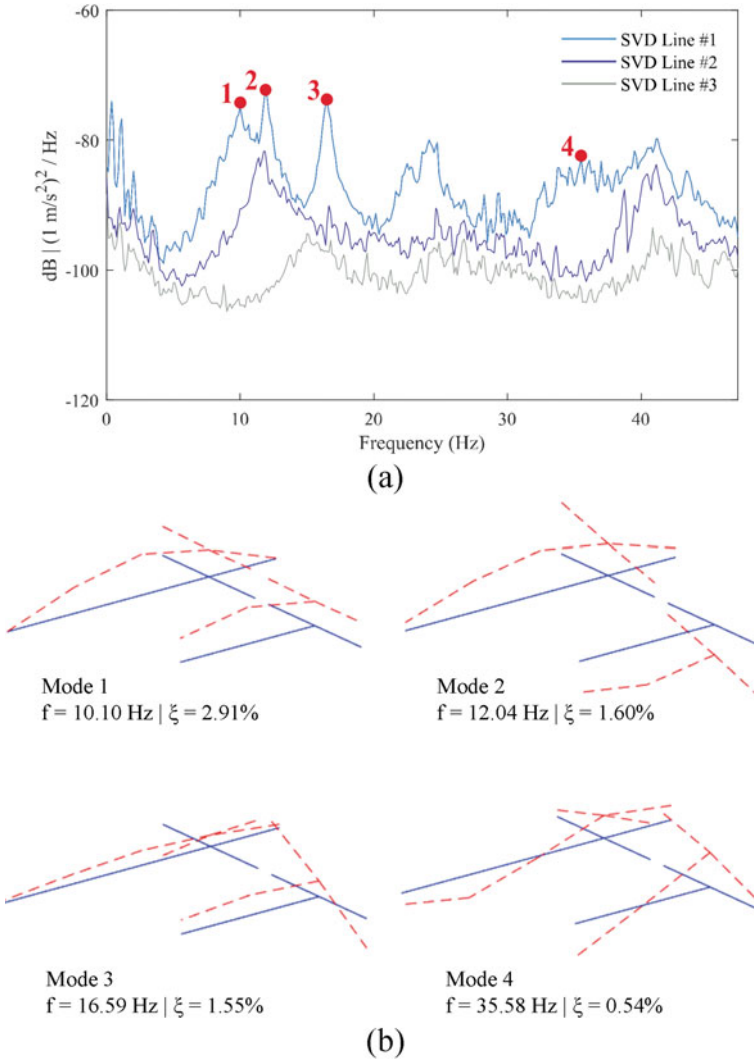 -60
-80
-100
-120
dB | (1 m/s²)² / Hz
SVD Line #1
SVD Line #2
SVD Line #3
1
2
3
4
0
10
20
30
40
Frequency (Hz)
(a)
Mode 1
f = 10.10 Hz | ξ = 2.91%
Mode 2
f = 12.04 Hz | ξ = 1.60%
Mode 3
f = 16.59 Hz | ξ = 1.55%
Mode 4
f = 35.58 Hz | ξ = 0.54%
(b)